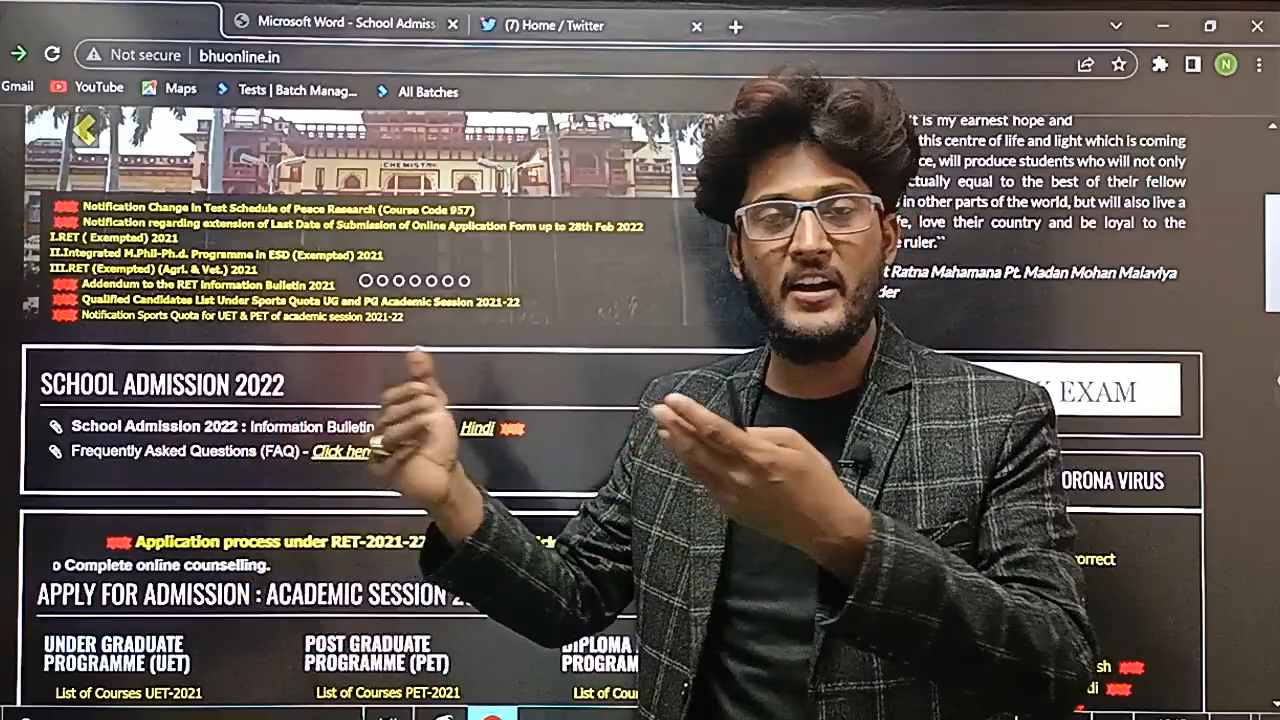 Microsoft Word - School Admiss
(7) Home / Twitter
Not secure
bhuonline.in
N
Gmail
YouTube
Maps
Tests | Batch Manag...
All Batches
CHEMISTRY
Notification Change in Test Schedule of Peace Research (Course Code 957)
Notification regarding extension of Last Date of Submission of Online Application Form up to 28th Feb 2022
I.RET ( Exempted) 2021
II.Integrated M.Phil-Ph.d. Programme in ESD (Exempted) 2021
III.RET (Exempted) (Agri. & Vet.) 2021
Addendum to the RET Information Bulletin 2021
Qualified Candidates List Under Sports Quota UG and PG Academic Session 2021-22
Notification Sports Quota for UET & PET of academic session 2021-22
t is my earnest hope and
this centre of life and light which is coming
ce, will produce students who will not only
ctually equal to the best of their fellow
in other parts of the world, but will also live a
fe, love their country and be loyal to the
ruler."
t Ratna Mahamana Pt. Madan Mohan Malaviya
der
SCHOOL ADMISSION 2022
School Admission 2022 : Information Bulletin
Hindi
Frequently Asked Questions (FAQ) - Click her
K EXAM
ORONA VIRUS
Application process under RET-2021-22
o Complete online counselling.
orrect
APPLY FOR ADMISSION : ACADEMIC SESSION 2
UNDER GRADUATE
PROGRAMME (UET)
POST GRADUATE
PROGRAMME (PET)
DIPLOMA
PROGRAM
sh
di
List of Courses UET-2021
List of Courses PET-2021
List of Cou